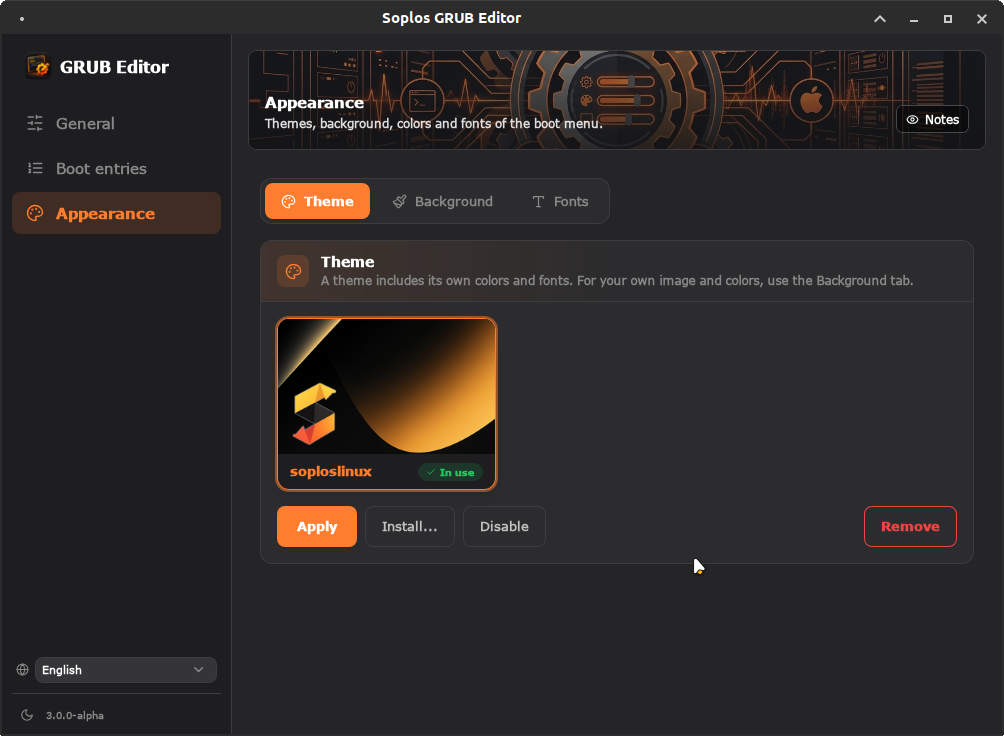 Soplos GRUB Editor
GRUB Editor
General
Boot entries
Appearance
Appearance
Themes, background, colors and fonts of the boot menu.
Notes
Theme
Background
Fonts
Theme
A theme includes its own colors and fonts. For your own image and colors, use the Background tab.
soploslinux
In use
Apply
Install...
Disable
Remove
English
3.0.0-alpha